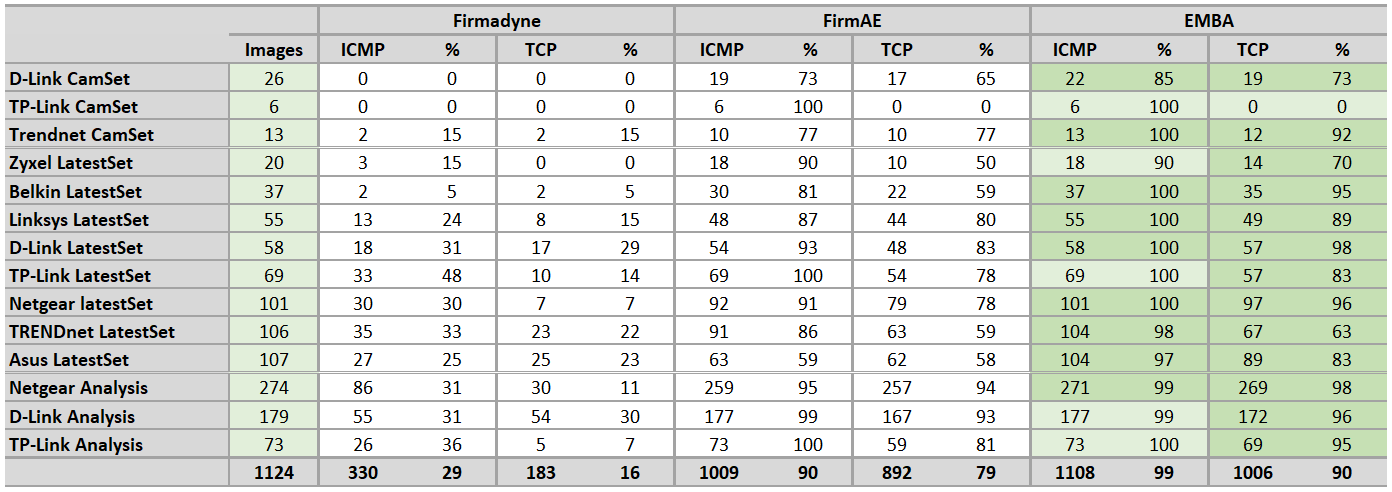 Firmadyne FirmAE EMBA
Images ICMP % TCP % ICMP % TCP % ICMP % TCP %
D-Link CamSet 26 0 0 0 0 19 73 17 65 22 85 19 73
TP-Link CamSet 6 0 0 0 0 6 100 0 0 6 100 0 0
Trendnet CamSet 13 2 15 2 15 10 77 10 77 13 100 12 92
Zyxel LatestSet 20 3 15 0 0 18 90 10 50 18 90 14 70
Belkin LatestSet 37 2 5 2 5 30 81 22 59 37 100 35 95
Linksys LatestSet 55 13 24 8 15 48 87 44 80 55 100 49 89
D-Link LatestSet 58 18 31 17 29 54 93 48 83 58 100 57 98
TP-Link LatestSet 69 33 48 10 14 69 100 54 78 69 100 57 83
Netgear latestSet 101 30 30 7 7 92 91 79 78 101 100 97 96
TRENDnet LatestSet 106 35 33 23 22 91 86 63 59 104 98 67 63
Asus LatestSet 107 27 25 25 23 63 59 62 58 104 97 89 83
Netgear Analysis 274 86 31 30 11 259 95 257 94 271 99 269 98
D-Link Analysis 179 55 31 54 30 177 99 167 93 177 99 172 96
TP-Link Analysis 73 26 36 5 7 73 100 59 81 73 100 69 95
1124 330 29 183 16 1009 90 892 79 1108 99 1006 90